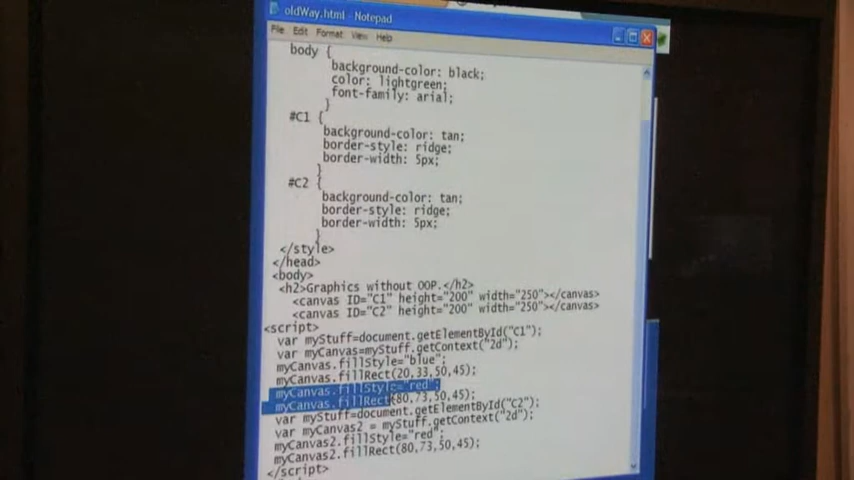 oldWay.html - Notepad
File Edit Format View Help
body {
background-color: black;
color: lightgreen;
font-family: arial;
}
#C1 {
background-color: tan;
border-style: ridge;
border-width: 5px;
}
#C2 {
background-color: tan;
border-style: ridge;
border-width: 5px;
}
</style>
</head>
<body>
<h2>Graphics without OOP.</h2>
<canvas ID="C1" height="200" width="250"></canvas>
<canvas ID="C2" height="200" width="250"></canvas>
<script>
var myStuff=document.getElementById("C1");
var myCanvas=myStuff.getContext("2d");
myCanvas.fillStyle="blue";
myCanvas.fillRect(20,33,50,45);
myCanvas.fillStyle="red";
myCanvas.fillRect(80,73,50,45);
var myStuff=document.getElementById("C2");
var myCanvas2 = myStuff.getContext("2d");
myCanvas2.fillStyle="red";
myCanvas2.fillRect(80,73,50,45);
</script>